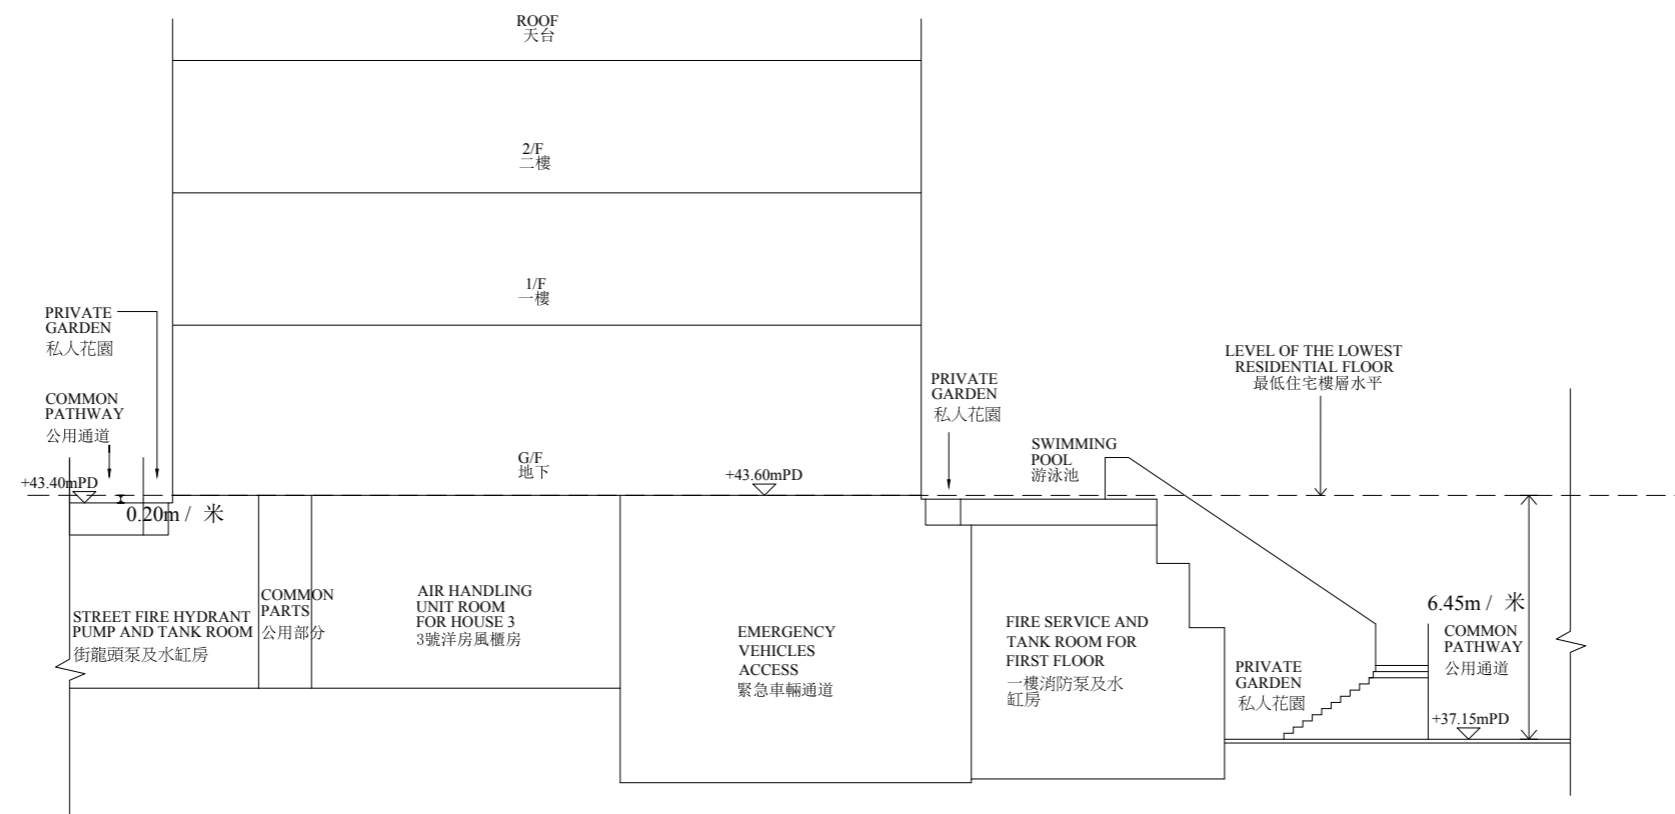 ROOF
天台
2/F
二樓
1/F
一樓
PRIVATE
GARDEN
私人花園
COMMON
PATHWAY
公用通道
+43.40mPD
0.20m / 米
G/F
地下
+43.60mPD
PRIVATE
GARDEN
私人花園
SWIMMING
POOL
游泳池
LEVEL OF THE LOWEST
RESIDENTIAL FLOOR
最低住宅樓層水平
STREET FIRE HYDRANT
PUMP AND TANK ROOM
街龍頭泵及水缸房
COMMON
PARTS
公用部分
AIR HANDLING
UNIT ROOM
FOR HOUSE 3
3號洋房風櫃房
EMERGENCY
VEHICLES
ACCESS
緊急車輛通道
FIRE SERVICE AND
TANK ROOM FOR
FIRST FLOOR
一樓消防泵及水
缸房
PRIVATE
GARDEN
私人花園
6.45m / 米
COMMON
PATHWAY
公用通道
+37.15mPD